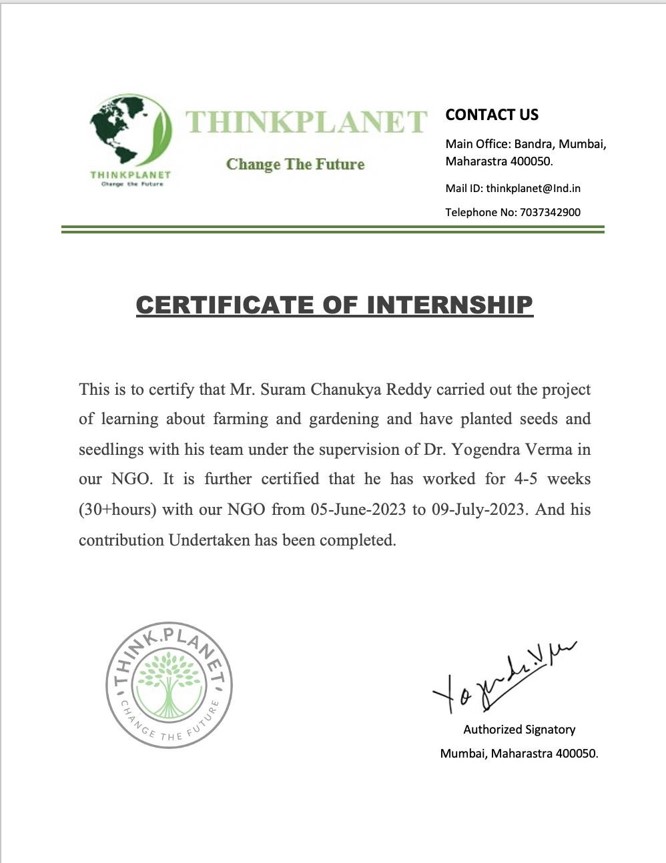 THINKPLANET
Change the Future
THINKPLANET
Change The Future
CONTACT US
Main Office: Bandra, Mumbai,
Maharastra 400050.
Mail ID: thinkplanet@Ind.in
Telephone No: 7037342900
CERTIFICATE OF INTERNSHIP
This is to certify that Mr. Suram Chanukya Reddy carried out the project
of learning about farming and gardening and have planted seeds and
seedlings with his team under the supervision of Dr. Yogendra Verma in
our NGO. It is further certified that he has worked for 4-5 weeks
(30+hours) with our NGO from 05-June-2023 to 09-July-2023. And his
contribution Undertaken has been completed.
THINK.PLANET
CHANGE THE FUTURE
Authorized Signatory
Mumbai, Maharastra 400050.